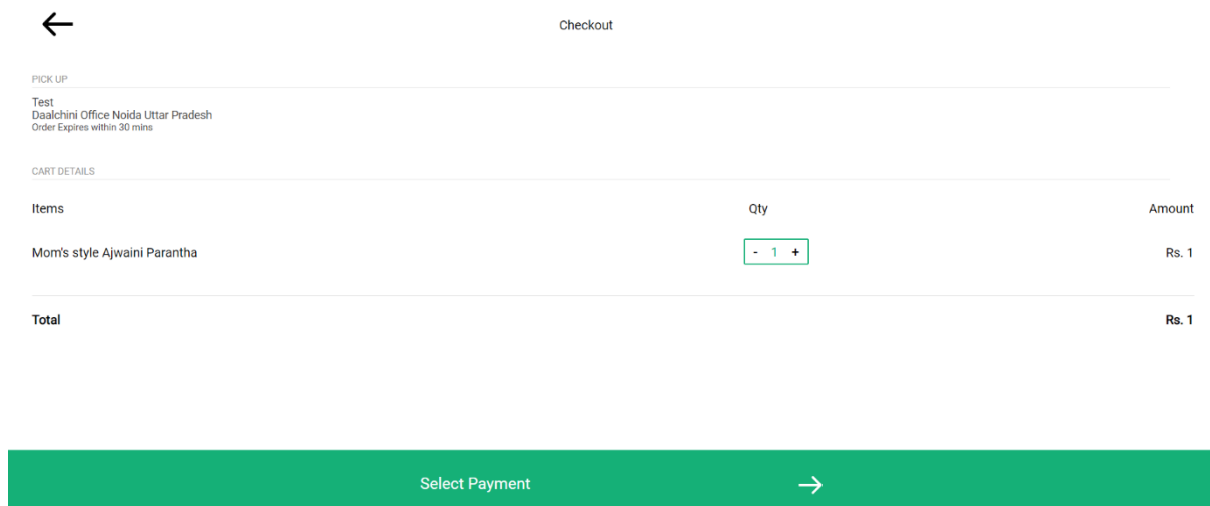 Checkout
PICK UP
Test
Daalchini Office Noida Uttar Pradesh
Order Expires within 30 mins
CART DETAILS
Items Qty Amount
Mom's style Ajwaini Parantha - 1 + Rs. 1
Total Rs. 1
Select Payment